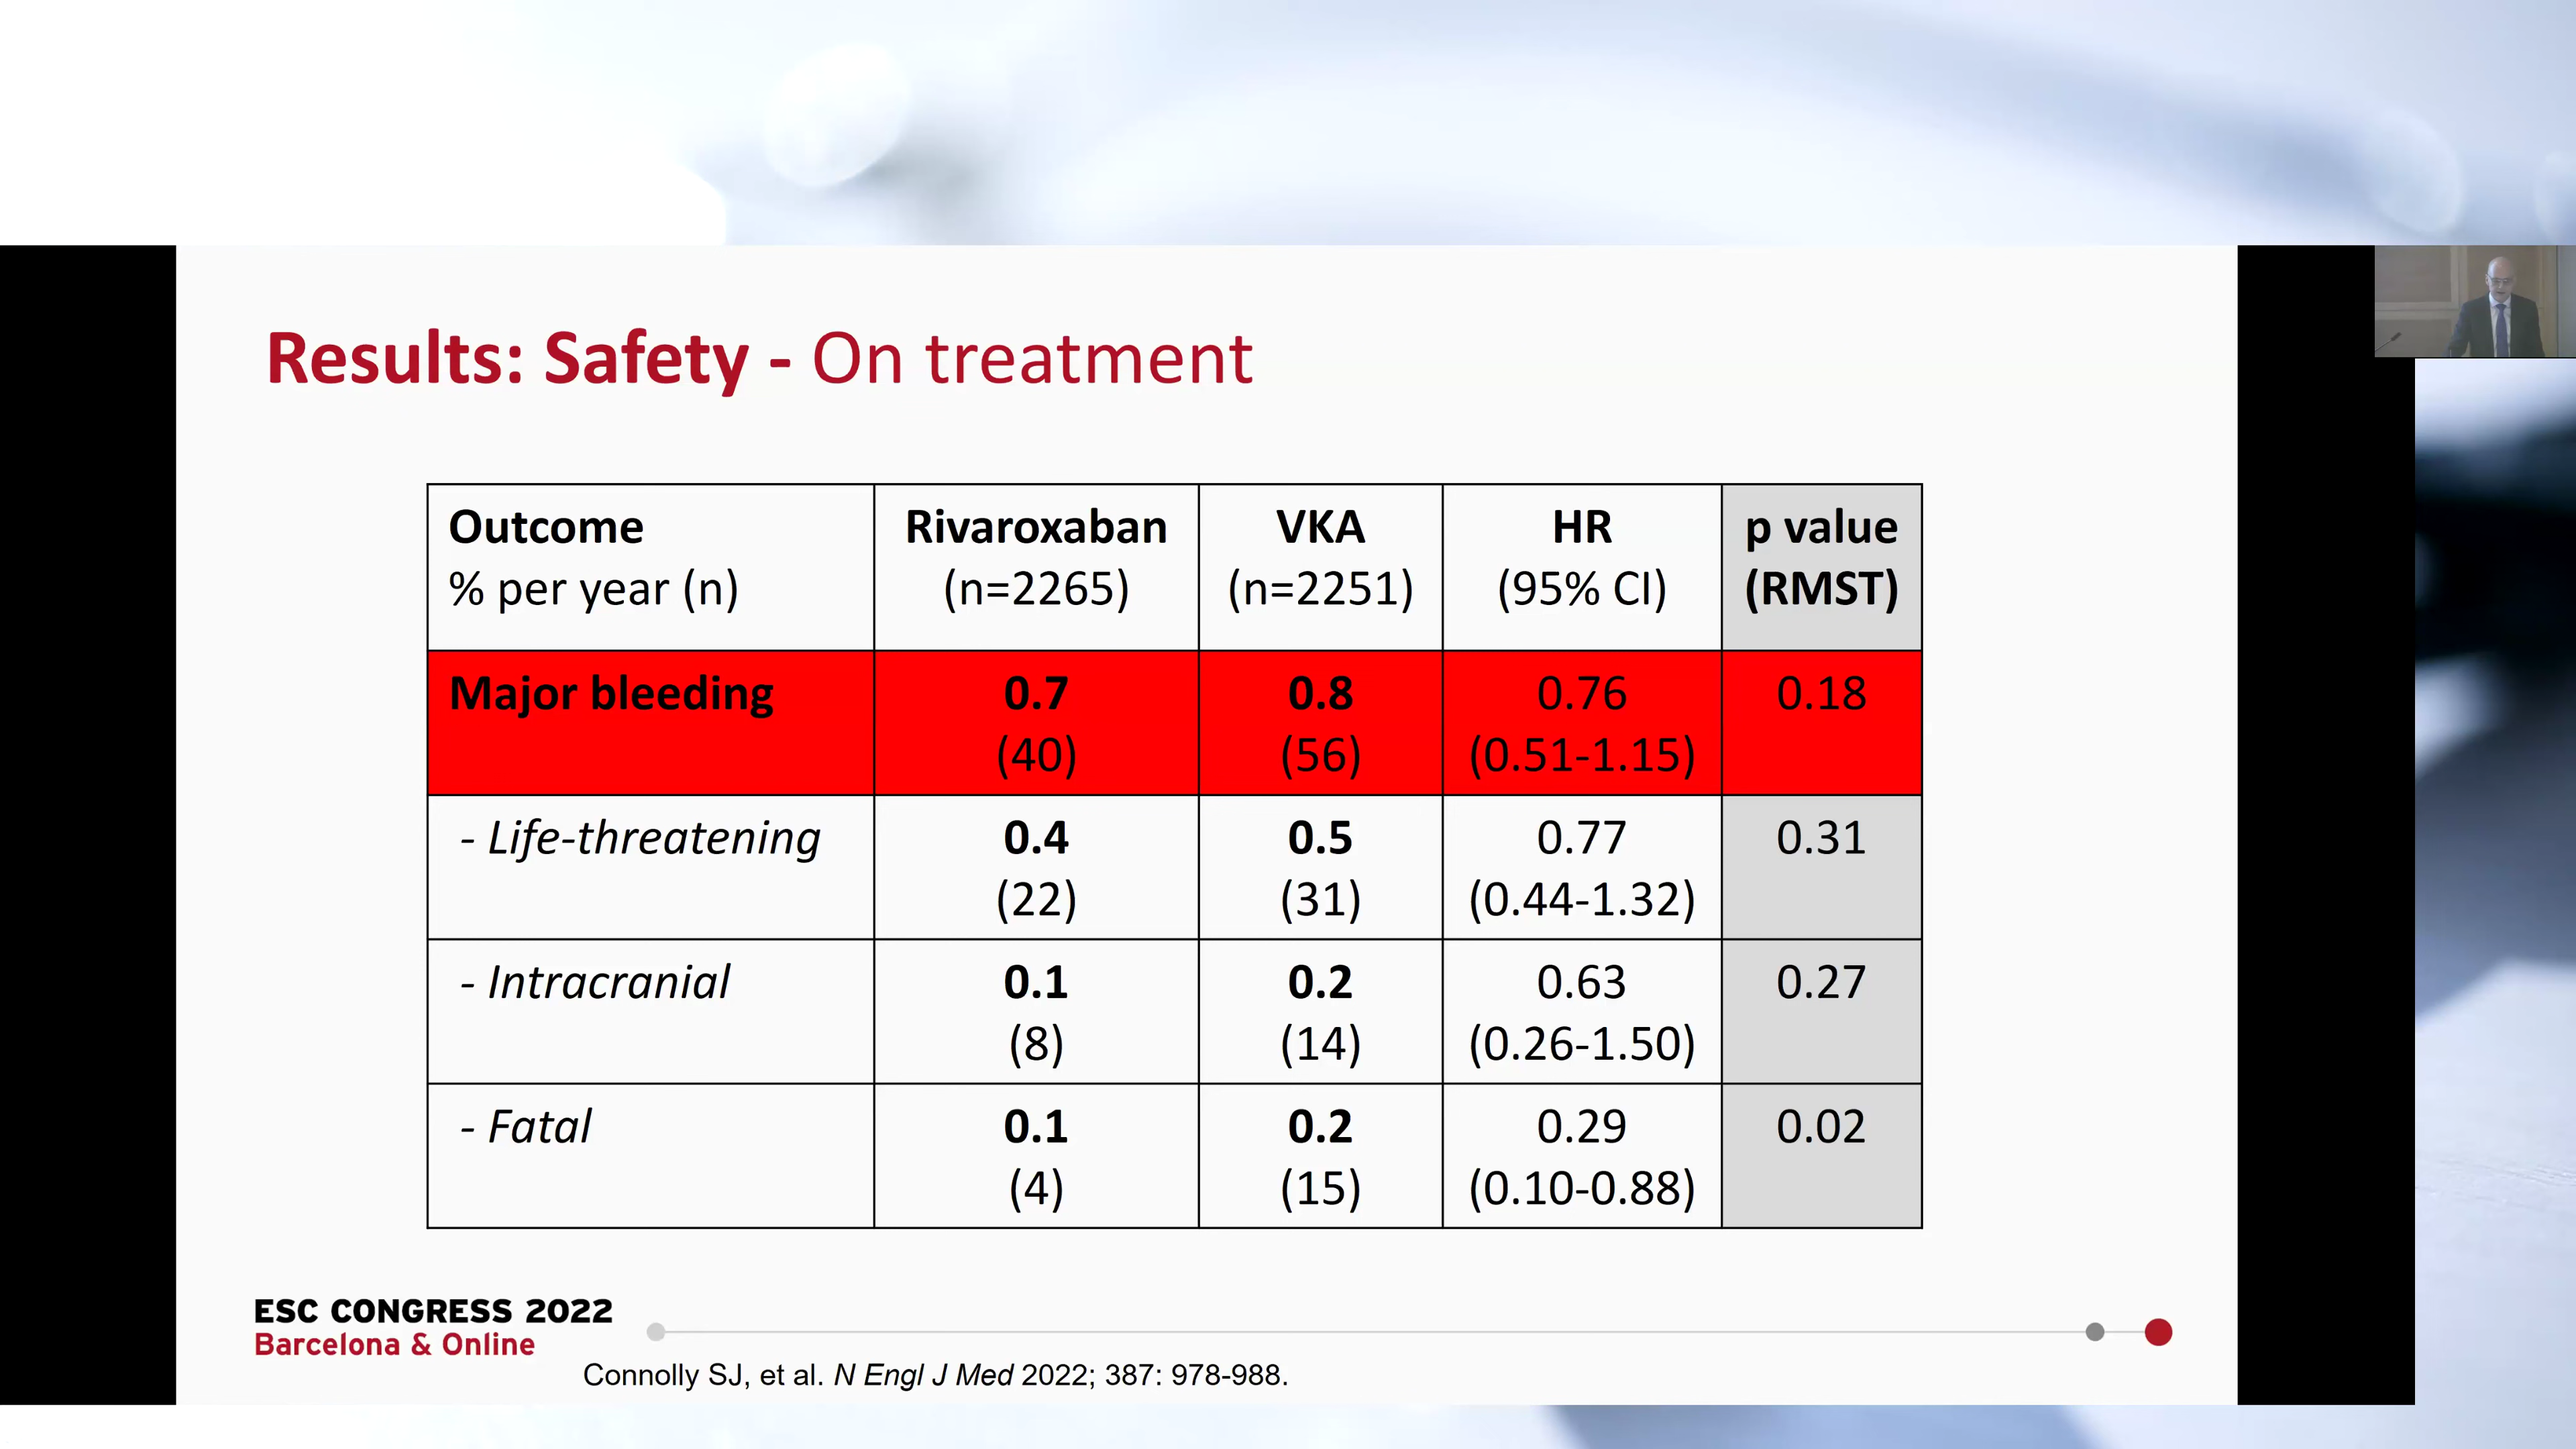 Results: Safety - On treatment
Outcome Rivaroxaban VKA HR p value
% per year (n) (n=2265) (n=2251) (95% CI) (RMST)
Major bleeding 0.7 0.8 0.76 0.18
(40) (56) (0.51-1.15)
- Life-threatening 0.4 0.5 0.77 0.31
(22) (31) (0.44-1.32)
- Intracranial 0.1 0.2 0.63 0.27
(8) (14) (0.26-1.50)
- Fatal 0.1 0.2 0.29 0.02
(4) (15) (0.10-0.88)
ESC CONGRESS 2022
Barcelona & Online
Connolly SJ, et al. N Engl J Med 2022; 387: 978-988.